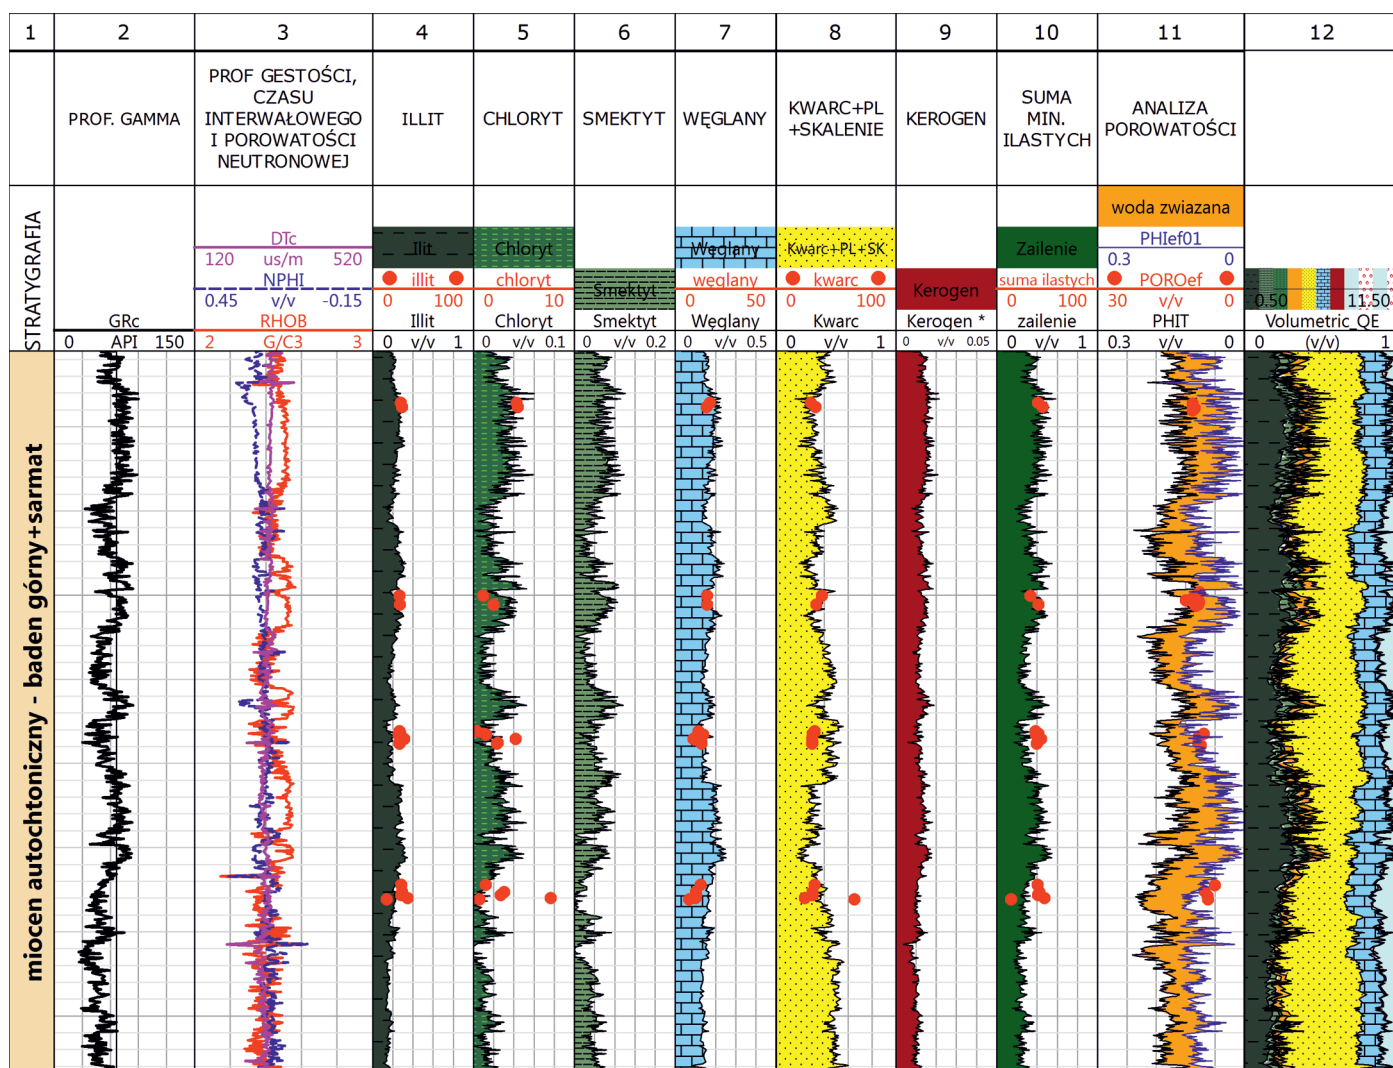 1 2 3 4 5 6 7 8 9 10 11 12
PROF. GAMMA
PROF GESTOŚCI,
CZASU
INTERWAŁOWEGO
I POROWATOŚCI
NEUTRONOWEJ
ILLIT
CHLORYT
SMEKTYT
WĘGLANY
KWARC+PL
+SKALENIE
KEROGEN
SUMA
MIN.
ILASTYCH
ANALIZA
POROWATOŚCI
STRATYGRAFIA
GRc
0 API 150
DTc
120 us/m 520
NPHI
0.45 v/v -0.15
RHOB
2 G/C3 3
Ilit
illit
0 100
Illit
0 v/v 1
Chloryt
chloryt
0 10
Chloryt
0 v/v 0.1
Smektyt
Smektyt
0 v/v 0.2
Węglany
węglany
0 50
Węglany
0 v/v 0.5
Kwarc+PL+SK
kwarc
0 100
Kwarc
0 v/v 1
Kerogen
Kerogen *
0 v/v 0.05
Zailenie
suma ilastych
0 100
zailenie
0 v/v 1
woda zwiazana
PHIef01
0.3 0
POROef
30 v/v 0
PHIT
0.3 0
0.50 11.50
Volumetric_QE
0 (v/v) 1
miocen autochtoniczny - baden górny+sarmat